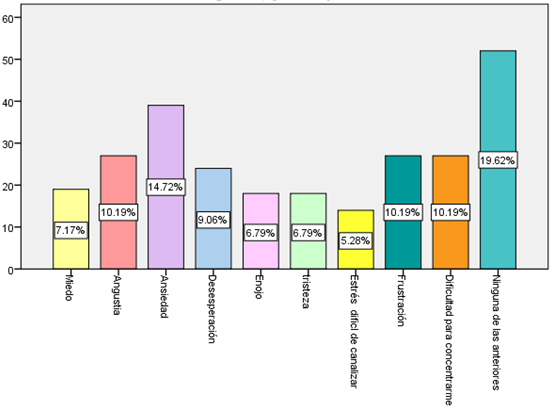 60
50
40
30
20
10
0
7.17%
10.19%
14.72%
9.06%
6.79%
6.79%
5.28%
10.19%
10.19%
19.62%
Miedo
Angustia
Ansiedad
Desesperación
Enojo
tristeza
Estrés difícil de canalizar
Frustración
Dificultad para concentrarme
Ninguna de las anteriores